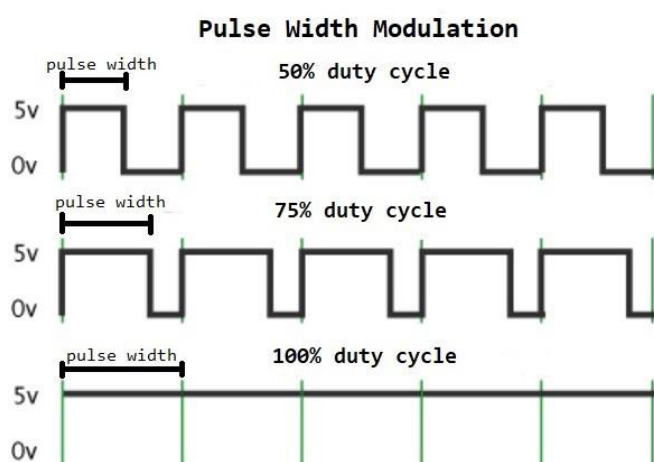 Pulse Width Modulation
pulse width
50% duty cycle
5v
0v
pulse width
75% duty cycle
5v
0v
pulse width
100% duty cycle
5v
0v